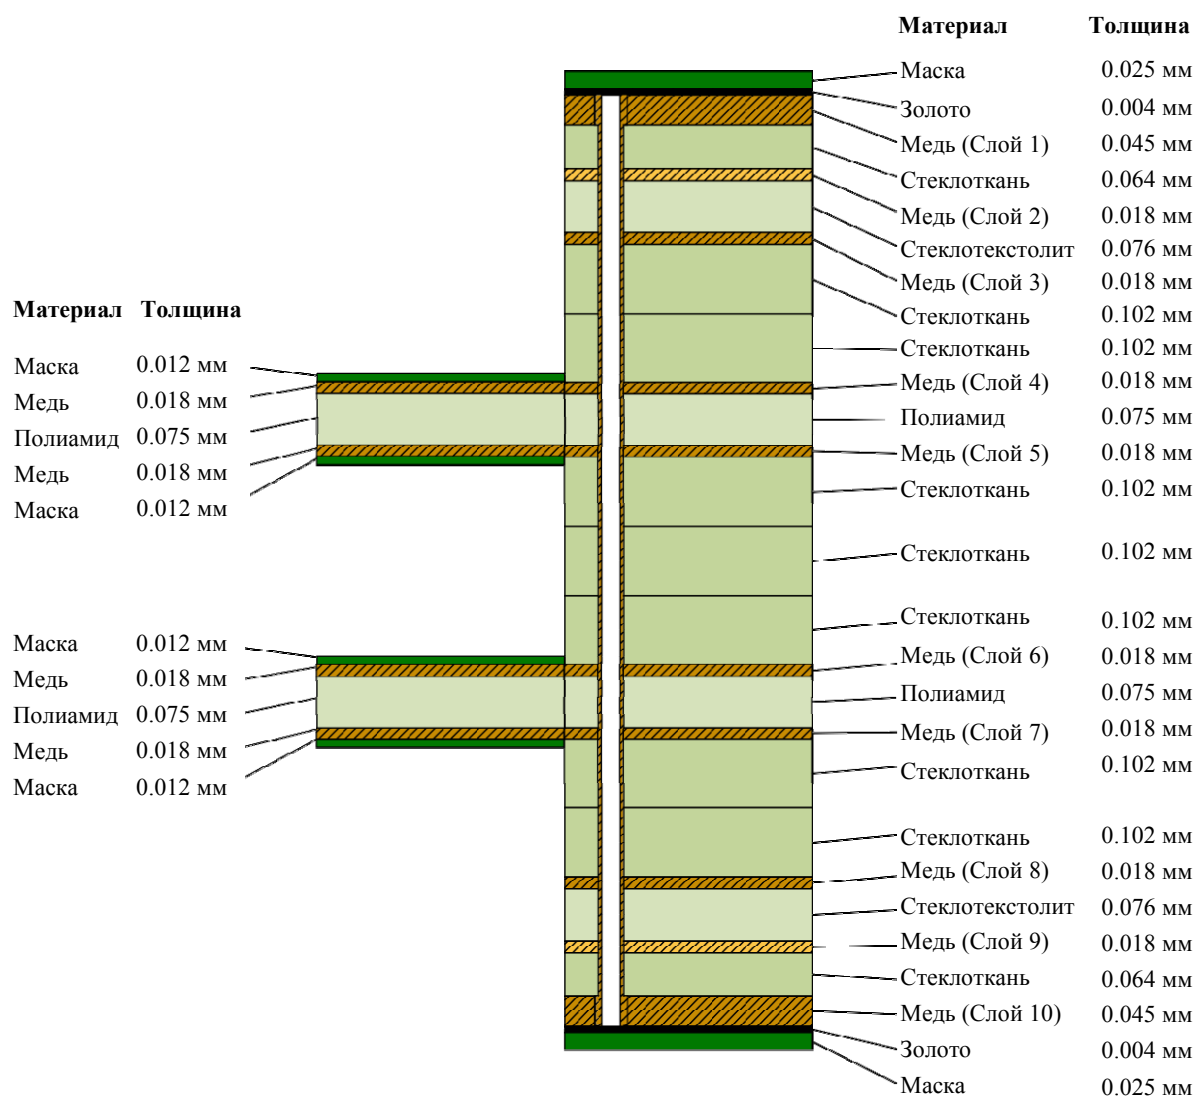 Материал Толщина
Маска 0.025 мм
Золото 0.004 мм
Медь (Слой 1) 0.045 мм
Стеклоткань 0.064 мм
Медь (Слой 2) 0.018 мм
Стеклотекстолит 0.076 мм
Медь (Слой 3) 0.018 мм
Стеклоткань 0.102 мм
Стеклоткань 0.102 мм
Медь (Слой 4) 0.018 мм
Полиамид 0.075 мм
Медь (Слой 5) 0.018 мм
Стеклоткань 0.102 мм
Стеклоткань 0.102 мм
Стеклоткань 0.102 мм
Медь (Слой 6) 0.018 мм
Полиамид 0.075 мм
Медь (Слой 7) 0.018 мм
Стеклоткань 0.102 мм
Стеклоткань 0.102 мм
Медь (Слой 8) 0.018 мм
Стеклотекстолит 0.076 мм
Медь (Слой 9) 0.018 мм
Стеклоткань 0.064 мм
Медь (Слой 10) 0.045 мм
Золото 0.004 мм
Маска 0.025 мм
Материал Толщина
Маска 0.012 мм
Медь 0.018 мм
Полиамид 0.075 мм
Медь 0.018 мм
Маска 0.012 мм
Маска 0.012 мм
Медь 0.018 мм
Полиамид 0.075 мм
Медь 0.018 мм
Маска 0.012 мм